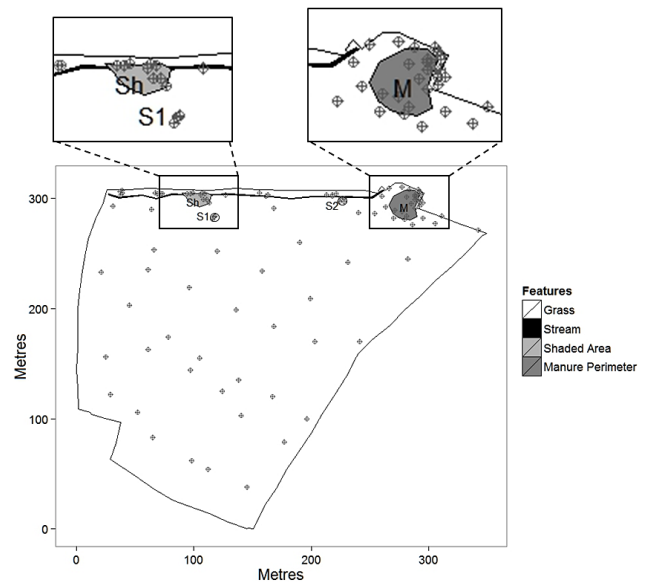 Sh
S1
M
300
200
100
0
Metres
Sh
S1
S2
M
0
100
200
300
Metres
Features
Grass
Stream
Shaded Area
Manure Perimeter